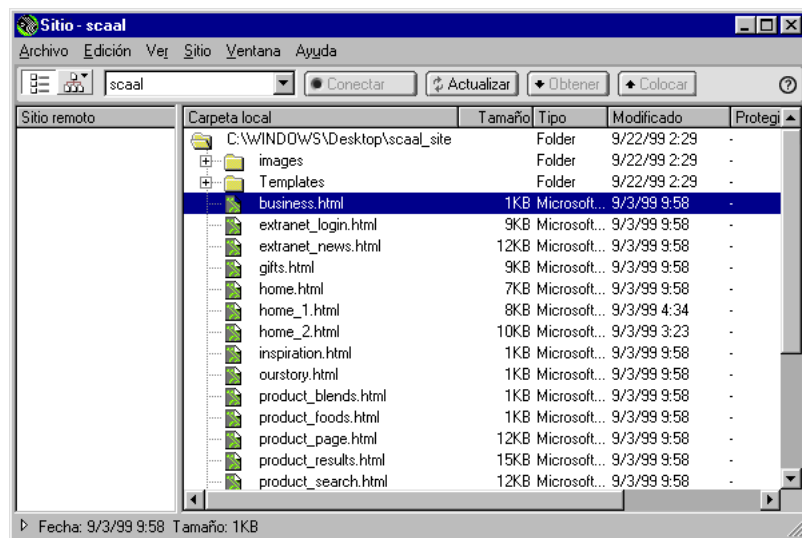 Sitio - scaal
Archivo Edición Ver Sitio Ventana Ayuda
scaal Conectar Actualizar Obtener Colocar
Sitio remoto Carpeta local Tamaño Tipo Modificado Protegi
C:\WINDOWS\Desktop\scaal_site Folder 9/22/99 2:29 -
images Folder 9/22/99 2:29 -
Templates Folder 9/22/99 2:29 -
business.html 1KB Microsoft... 9/3/99 9:58 -
extranet_login.html 9KB Microsoft... 9/3/99 9:58 -
extranet_news.html 12KB Microsoft... 9/3/99 9:58 -
gifts.html 9KB Microsoft... 9/3/99 9:58 -
home.html 7KB Microsoft... 9/3/99 9:58 -
home_1.html 8KB Microsoft... 9/3/99 4:34 -
home_2.html 10KB Microsoft... 9/3/99 3:23 -
inspiration.html 1KB Microsoft... 9/3/99 9:58 -
ourstory.html 1KB Microsoft... 9/3/99 9:58 -
product_blends.html 1KB Microsoft... 9/3/99 9:58 -
product_foods.html 1KB Microsoft... 9/3/99 9:58 -
product_page.html 12KB Microsoft... 9/3/99 9:58 -
product_results.html 15KB Microsoft... 9/3/99 9:58 -
product_search.html 12KB Microsoft... 9/3/99 9:58 -
Fecha: 9/3/99 9:58 Tamaño: 1KB